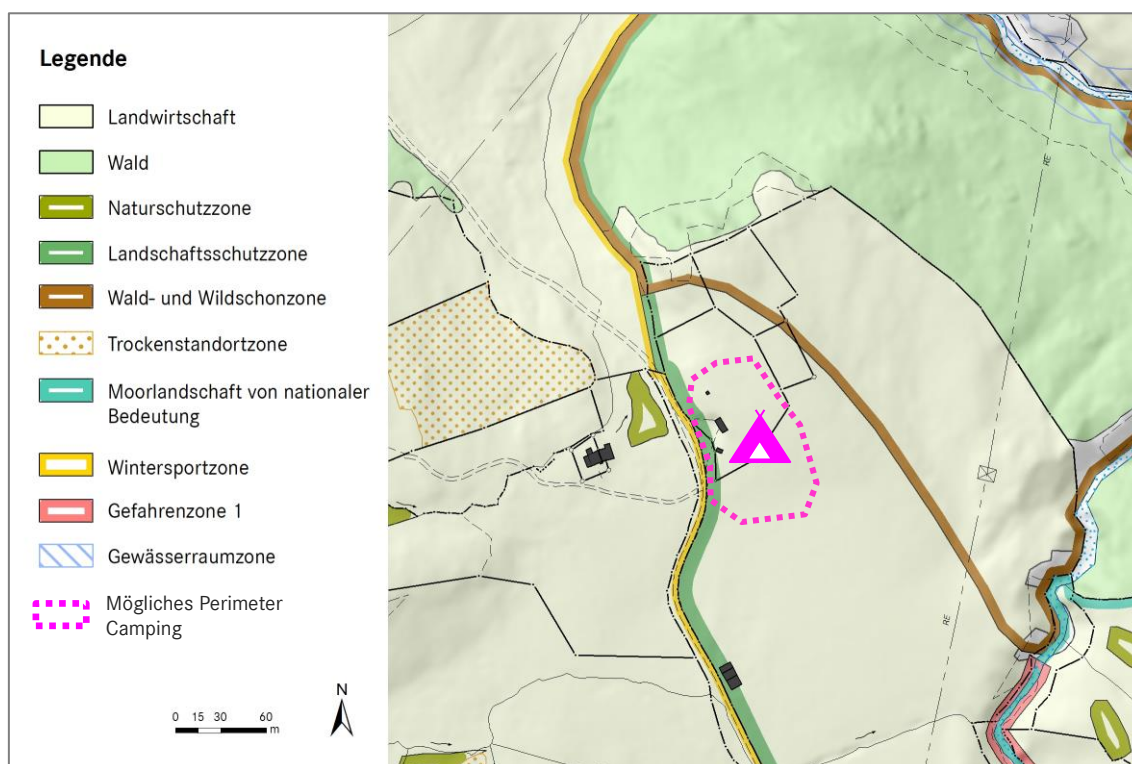 Legende
Landwirtschaft
Wald
Naturschutzzone
Landschaftsschutzzone
Wald- und Wildschonzone
Trockenstandortzone
Moorlandschaft von nationaler
Bedeutung
Wintersportzone
Gefahrenzone 1
Gewässerraumzone
Mögliches Perimeter
Camping
0 15 30 60
m
N
RE
RE